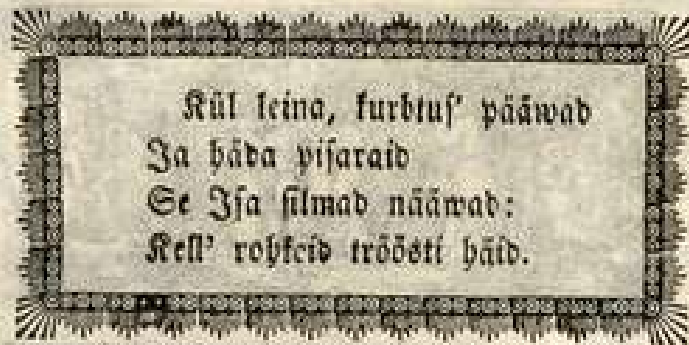 Kül leina, kurbtus' pääwad
Ja häda pisaraid
Se Isa silmad nääwad:
Kell' rohkeid tröösti häid.